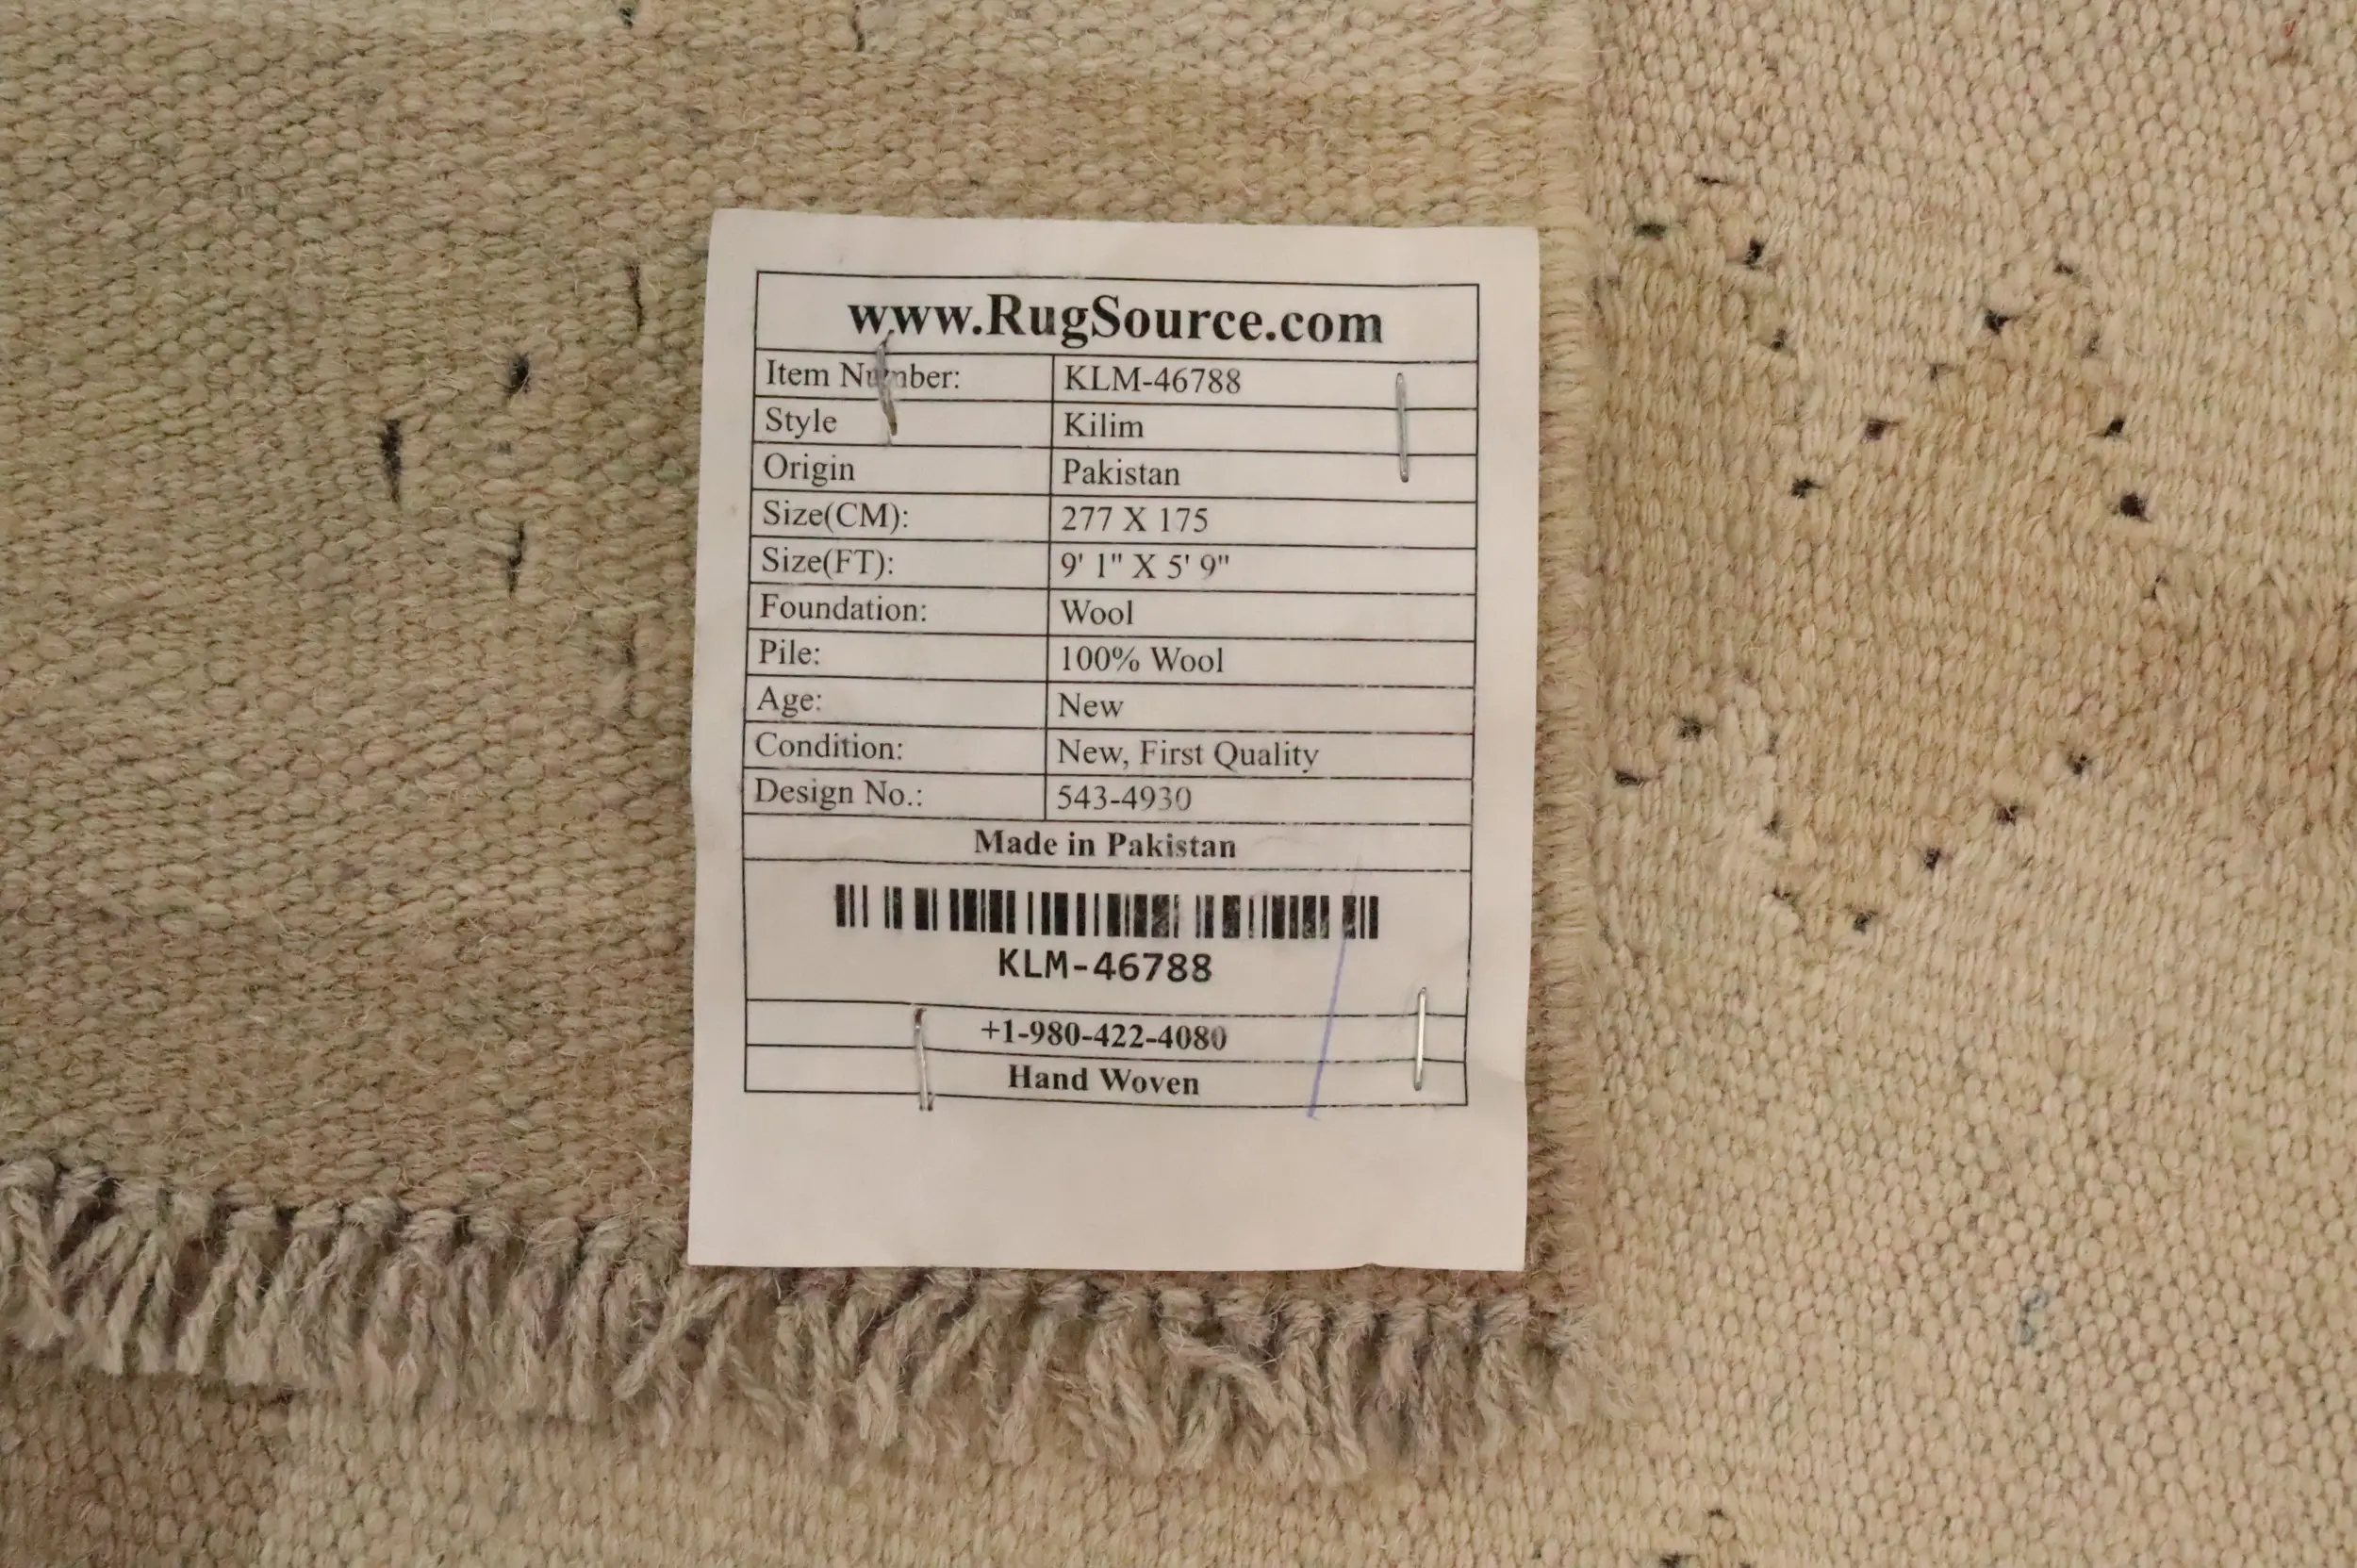 www.RugSource.com
Item Number: KLM-46788
Style Kilim
Origin Pakistan
Size(CM): 277 X 175
Size(FT): 9' 1" X 5' 9"
Foundation: Wool
Pile: 100% Wool
Age: New
Condition: New, First Quality
Design No.: 543-4930
Made in Pakistan
KLM-46788
+1-980-422-4080
Hand Woven